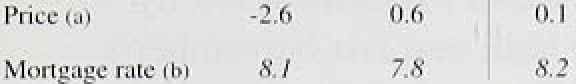 Price (a) -2.6 0.6 0.1
Mortgage rate (b) 8.1 7.8 8.2